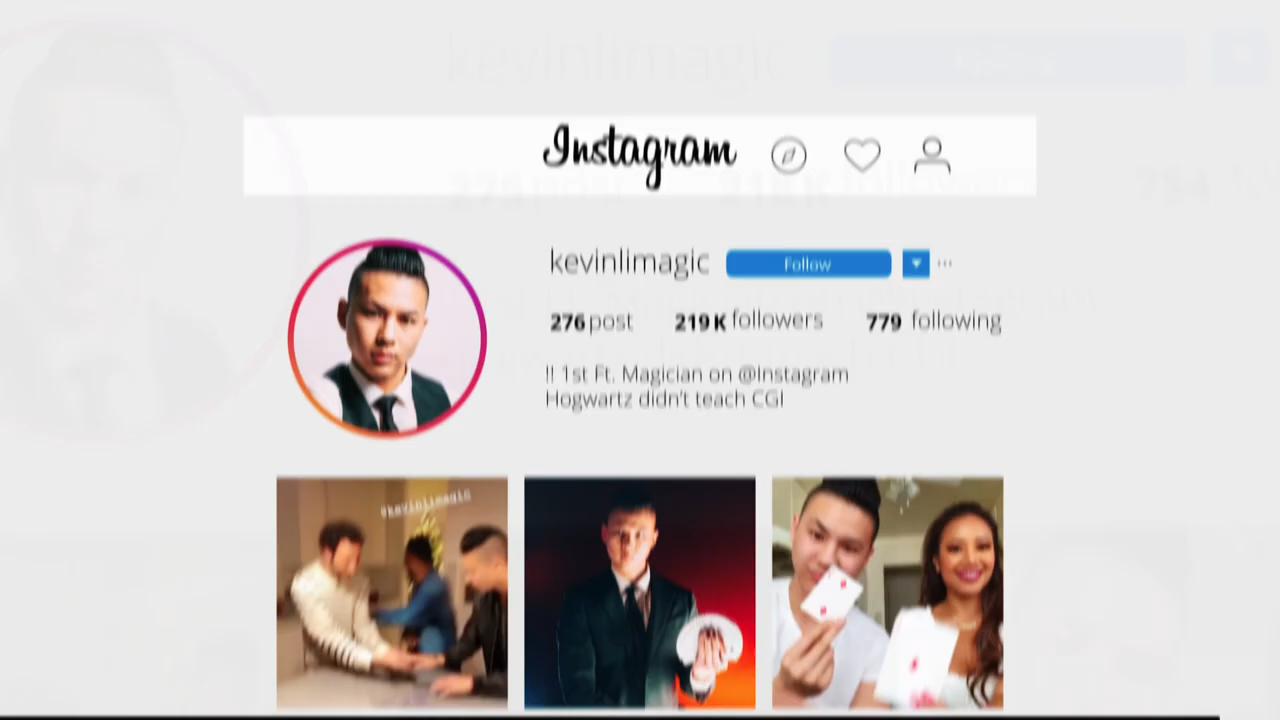 Instagram
kevinlimagic Follow ...
276 post 219 K followers 779 following
!! 1st Ft. Magician on @Instagram
Hogwartz didn't teach CGI
@kevinlimagic